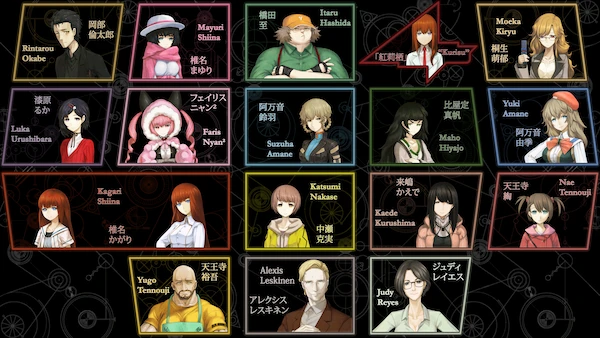 岡部
倫太郎
Rintarou
Okabe
Mayuri
Shiina
椎名
まゆり
橋田
至
Itaru
Hashida
「紅莉栖」
"Kurisu"
Moeka
Kiryu
桐生
萌郁
漆原
るか
Luka
Urushibara
フェイリス
ニャン²
Faris
Nyan²
阿万音
鈴羽
Suzuha
Amane
比屋定
真帆
Maho
Hiyajo
Yuki
Amane
阿万音
由季
Kagari
Shiina
椎名
かがり
Katsumi
Nakase
中瀬
克美
来嶋
かえで
Kaede
Kurushima
Nae
Tennouji
天王寺
綯
Yugo
Tennouji
天王寺
裕吾
Alexis
Leskinen
アレクシス
レスキネン
ジュディ
レイエス
Judy
Reyes